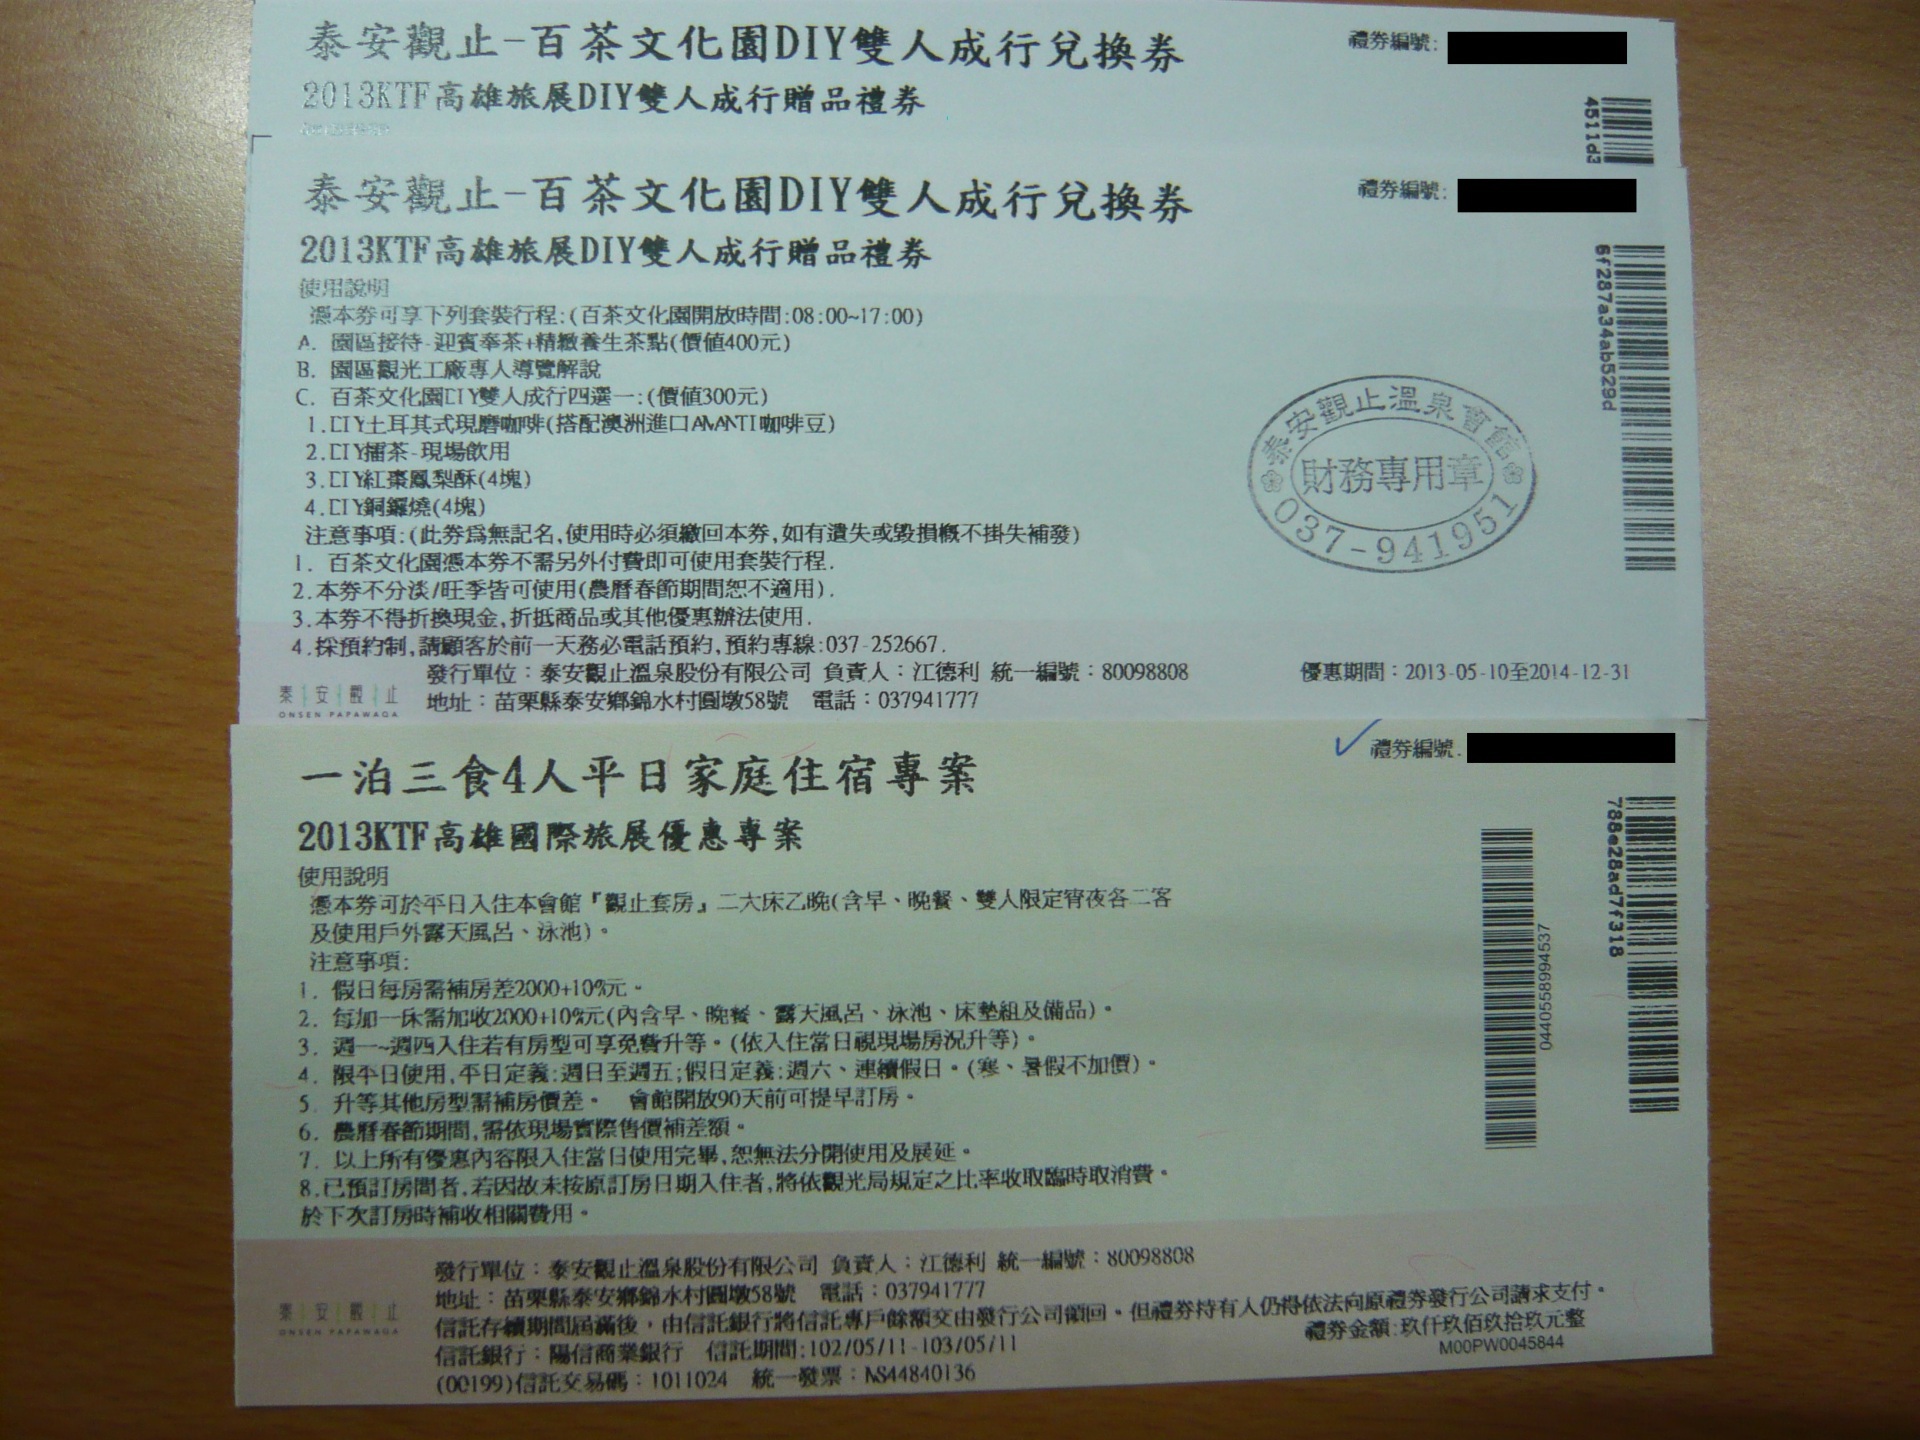 泰安觀止-百茶文化園DIY雙人成行兌換券
禮券編號:
2013KTF高雄旅展DIY雙人成行贈品禮券
4511d3
泰安觀止-百茶文化園DIY雙人成行兌換券
禮券編號:
2013KTF高雄旅展DIY雙人成行贈品禮券
6f287a34ab529d
使用說明
憑本券可享下列套裝行程:(百茶文化園開放時間:08:00~17:00)
A. 園區接待-迎賓奉茶+精緻養生茶點(價值400元)
B. 園區觀光工廠專人導覽解說
C. 百茶文化園DIY雙人成行四選一:(價值300元)
1.DIY土耳其式現磨咖啡(搭配澳洲進口AVANTI咖啡豆)
2.DIY擂茶-現場飲用
3.DIY紅棗鳳梨酥(4塊)
4.DIY銅鑼燒(4塊)
泰安觀止溫泉會館
財務專用章
037-941951
注意事項:(此券為無記名,使用時必須繳回本券,如有遺失或毀損概不掛失補發)
1. 百茶文化園憑本券不需另外付費即可使用套裝行程.
2.本券不分淡/旺季皆可使用(農曆春節期間恕不適用).
3.本券不得折換現金,折抵商品或其他優惠辦法使用.
4.採預約制,請顧客於前一天務必電話預約,預約專線:037-252667.
發行單位:泰安觀止溫泉股份有限公司 負責人:江德利 統一編號:80098808
優惠期間:2013-05-10至2014-12-31
泰安觀止
ONSEN PAPAWAQA
地址:苗栗縣泰安鄉錦水村圓墩58號 電話:037941777
一泊三食4人平日家庭住宿專案
禮券編號.
2013KTF高雄國際旅展優惠專案
788e28ad7f318
0440558994537
使用說明
憑本券可於平日入住本會館『觀止套房』二大床乙晚(含早、晚餐、雙人限定宵夜各二客
及使用戶外露天風呂、泳池)。
注意事項:
1. 假日每房需補房差2000+10%元。
2. 每加一床需加收2000+10%元(內含早、晚餐、露天風呂、泳池、床墊組及備品)。
3. 週一~週四入住若有房型可享免費升等。(依入住當日視現場房況升等)。
4. 限平日使用,平日定義:週日至週五;假日定義:週六、連續假日。(寒、暑假不加價)。
5. 升等其他房型需補房價差。 會館開放90天前可提早訂房。
6. 農曆春節期間,需依現場實際售價補差額。
7. 以上所有優惠內容限入住當日使用完畢,恕無法分開使用及展延。
8.已預訂房間者,若因故未按原訂房日期入住者,將依觀光局規定之比率收取臨時取消費。
於下次訂房時補收相關費用。
發行單位:泰安觀止溫泉股份有限公司 負責人:江德利 統一編號:80098808
地址:苗栗縣泰安鄉錦水村圓墩58號 電話:037941777
泰安觀止
ONSEN PAPAWAQA
信託存續期間屆滿後,由信託銀行將信託專戶餘額交由發行公司領回。但禮券持有人仍得依法向原禮券發行公司請求支付。
信託銀行:陽信商業銀行 信託期間:102/05/11-103/05/11
禮券金額:玖仟玖佰玖拾玖元整
(00199)信託交易碼:1011024 統一發票:NS44840136
M00PW0045844